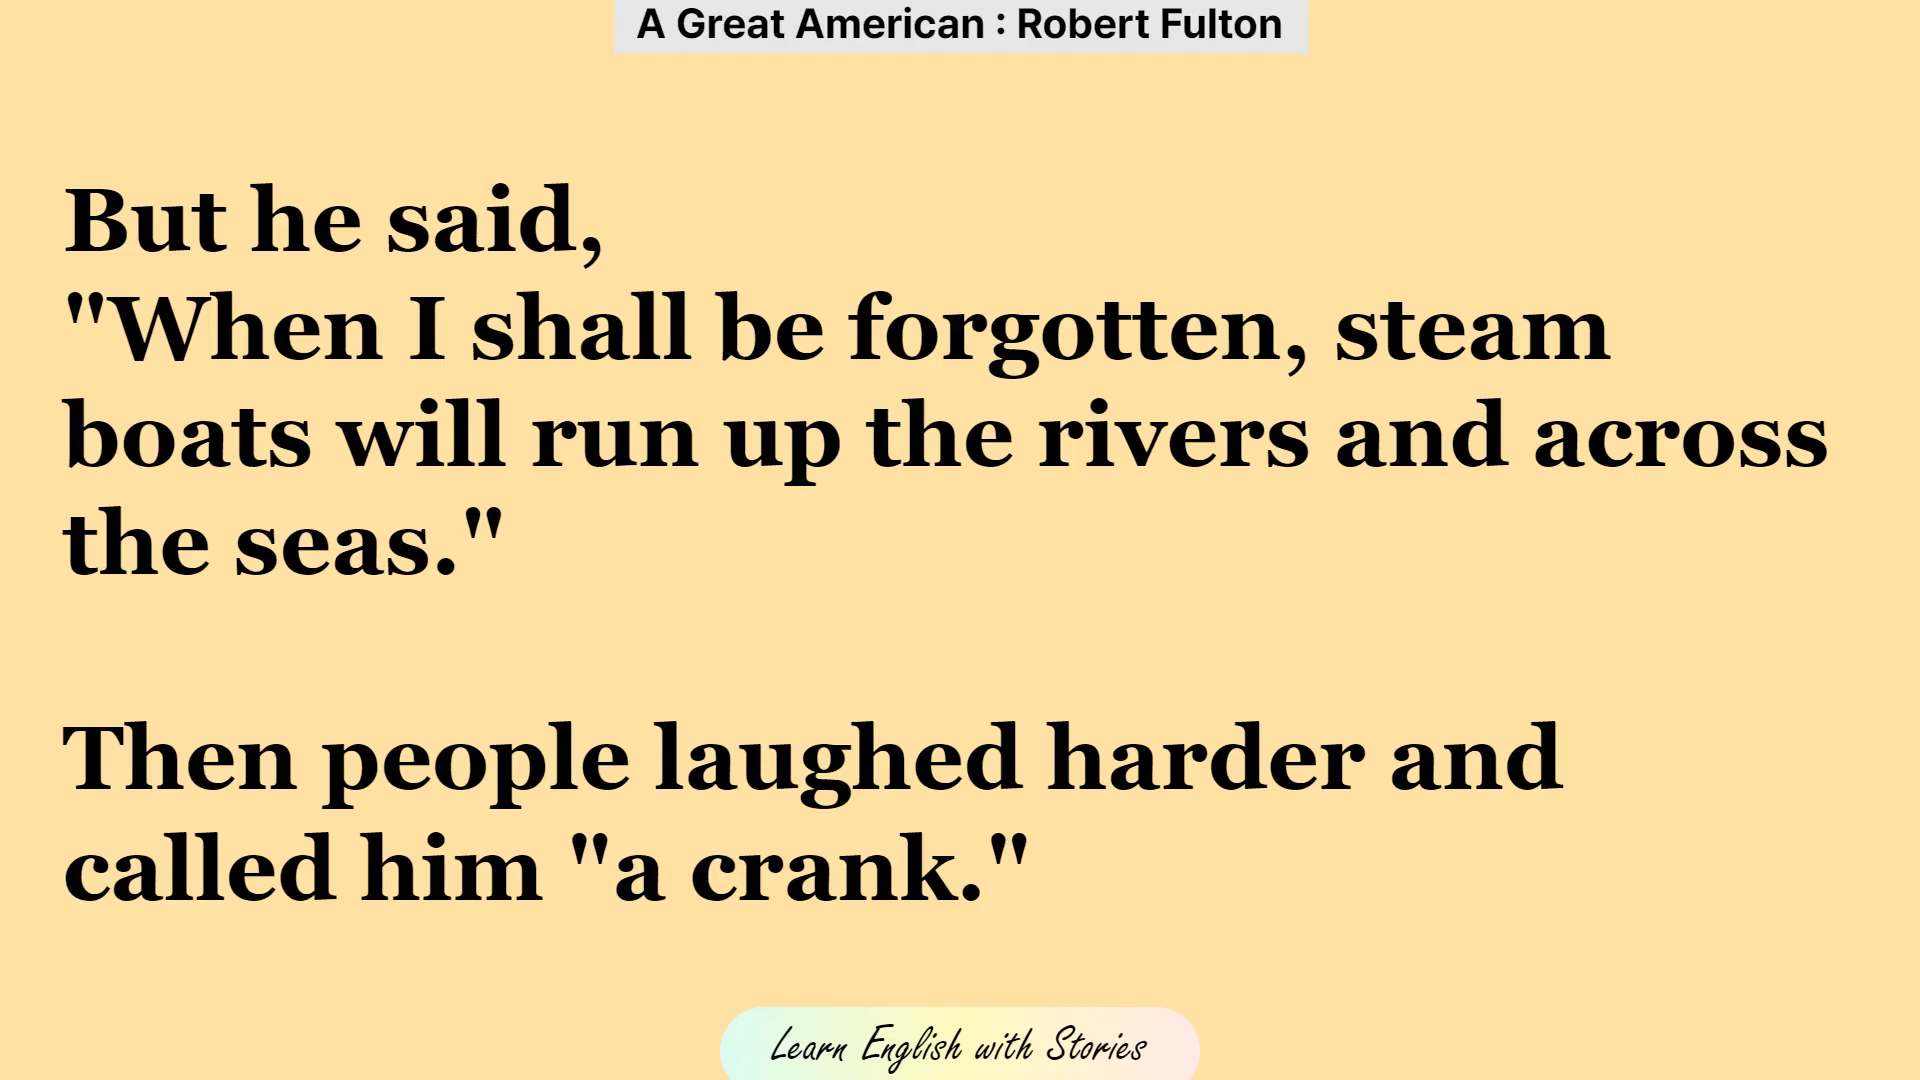 A Great American : Robert Fulton
But he said,
"When I shall be forgotten, steam
boats will run up the rivers and across
the seas."
Then people laughed harder and
called him "a crank."
Learn English with Stories